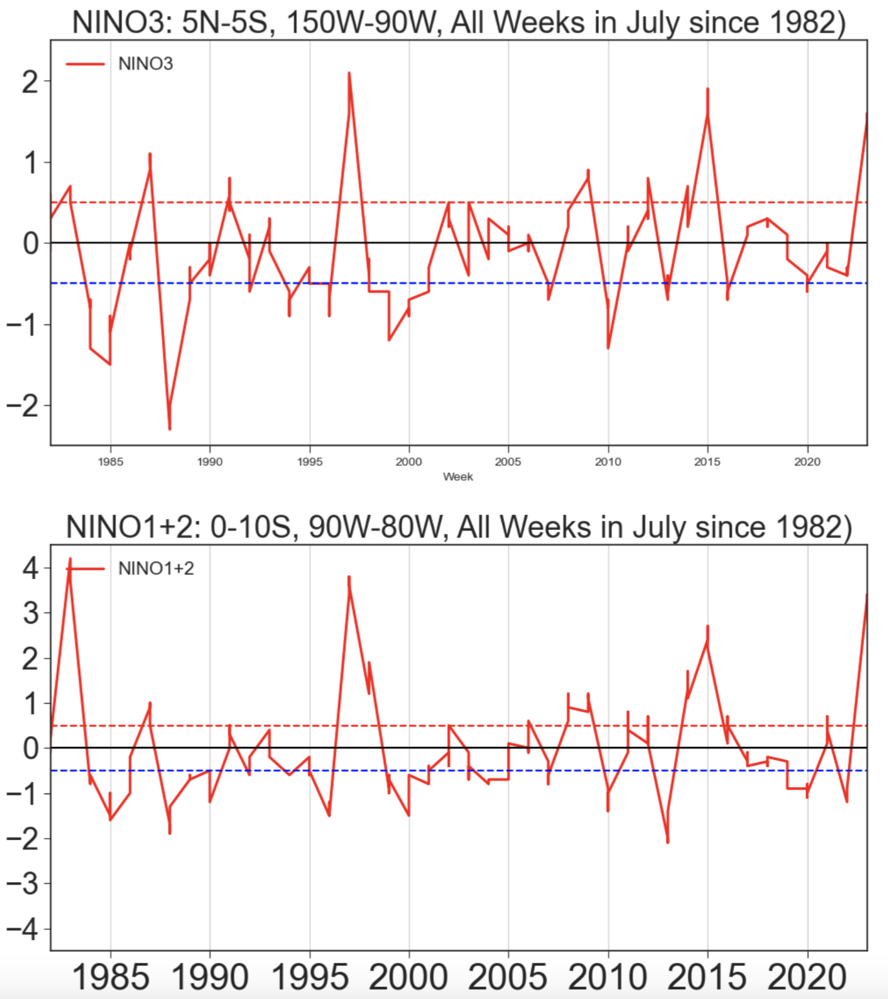 NINO3: 5N-5S, 150W-90W, All Weeks in July since 1982)
NINO3
2
1
0
−1
−2
1985 1990 1995 2000 2005 2010 2015 2020
Week
NINO1+2: 0-10S, 90W-80W, All Weeks in July since 1982)
NINO1+2
4
3
2
1
0
−1
−2
−3
−4
1985 1990 1995 2000 2005 2010 2015 2020